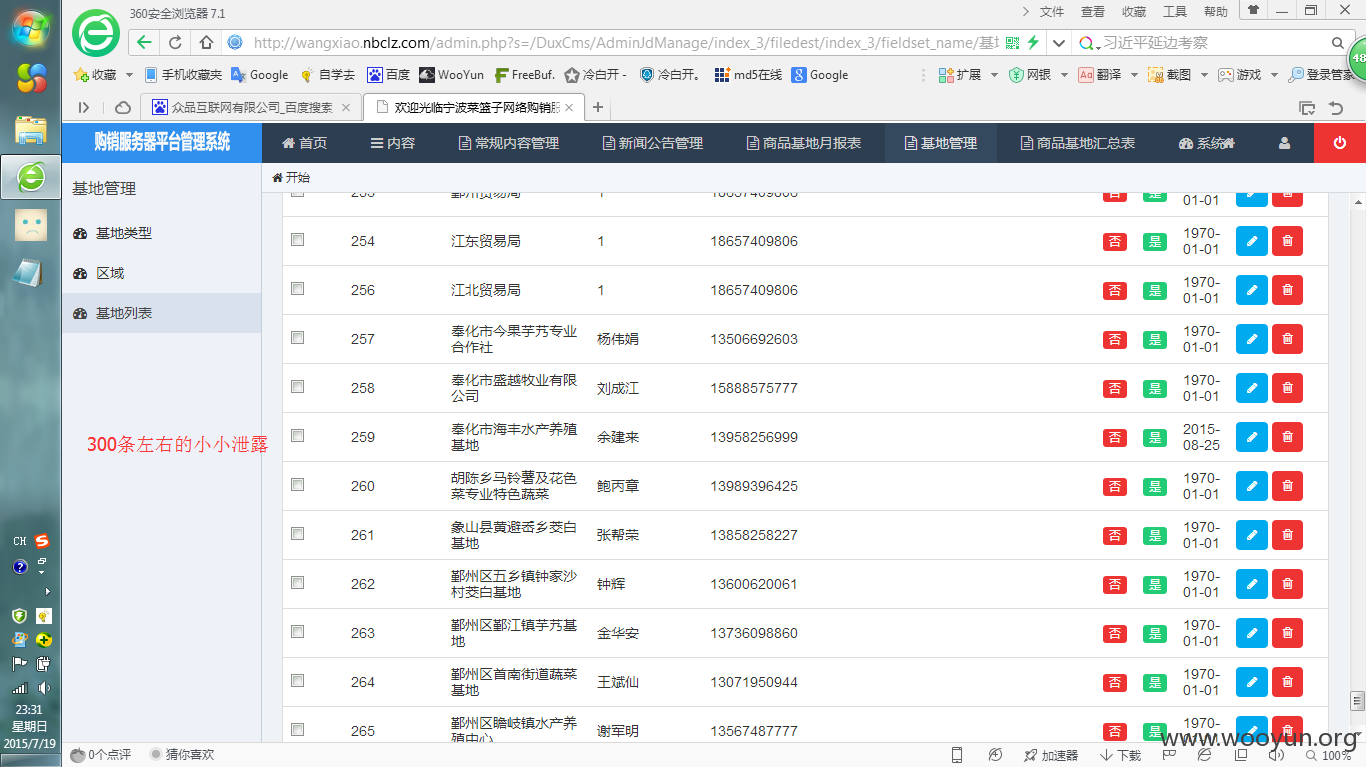 360安全浏览器 7.1
文件 查看 收藏 工具 帮助
http://wangxiao.nbclz.com/admin.php?s=/DuxCms/AdminJdManage/index_3/fileslist/index_3/fieldset_name/基地
习近平延边考察
收藏 手机收藏夹 Google 自学去 百度 WooYun FreeBuf. 冷白开 - 冷白开。 md5在线 Google 扩展 网银 翻译 截图 游戏 登录管家
众品互联网有限公司_百度搜索 欢迎光临宁波菜篮子网络购销服
购销服务器平台管理系统 首页 内容 常规内容管理 新闻公告管理 商品基地月报表 基地管理 商品基地汇总表 系统
基地管理
开始
基地类型
区域
基地列表
300条左右的小小泄露
255 鄞州贸易局 1 18657409806 否 是 01-01
254 江东贸易局 1 18657409806 否 是 1970-
01-01
256 江北贸易局 1 18657409806 否 是 1970-
01-01
257 奉化市今果芋艿专业 杨伟娟 13506692603 否 是 1970-
合作社 01-01
258 奉化市盛越牧业有限 刘成江 15888575777 否 是 1970-
公司 01-01
259 奉化市海丰水产养殖 余建来 13958256999 否 是 2015-
基地 08-25
260 胡陈乡马铃薯及花色 鲍丙章 13989396425 否 是 1970-
菜专业特色蔬菜 01-01
261 象山县黄避岙乡茭白 张帮荣 13858258227 否 是 1970-
基地 01-01
262 鄞州区五乡镇钟家沙 钟辉 13600620061 否 是 1970-
村茭白基地 01-01
263 鄞州区鄞江镇芋艿基 金华安 13736098860 否 是 1970-
地 01-01
264 鄞州区首南街道蔬菜 王斌仙 13071950944 否 是 1970-
基地 01-01
265 鄞州区瞻岐镇水产养 谢军明 13567487777 否 是 1970-
殖中心
www.wooyun.org
CH
23:31
星期日
2015/7/19
0个点评 猜你喜欢 加速器 下载 100%
48